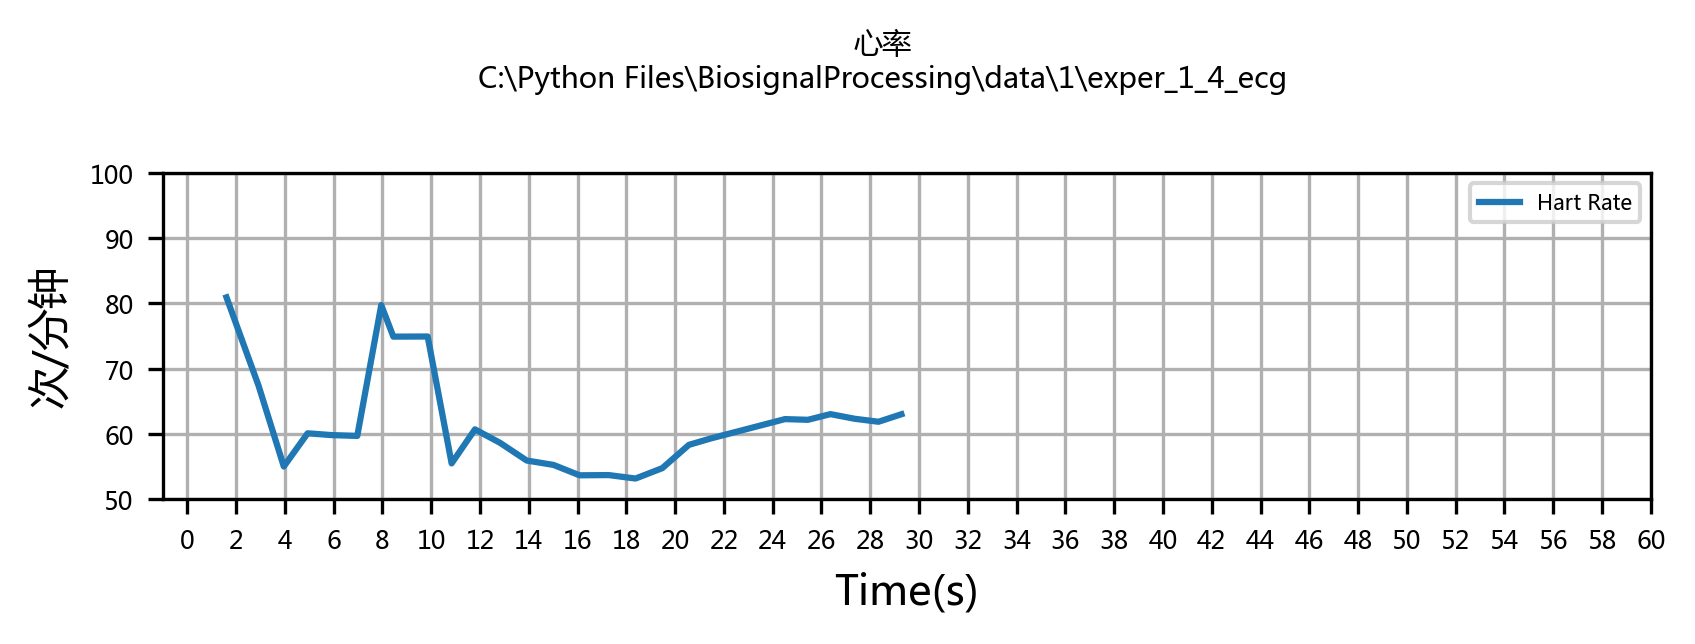 心率
C:\Python Files\BiosignalProcessing\data\1\exper_1_4_ecg
Hart Rate
次/分钟
100
90
80
70
60
50
0 2 4 6 8 10 12 14 16 18 20 22 24 26 28 30 32 34 36 38 40 42 44 46 48 50 52 54 56 58 60
Time(s)